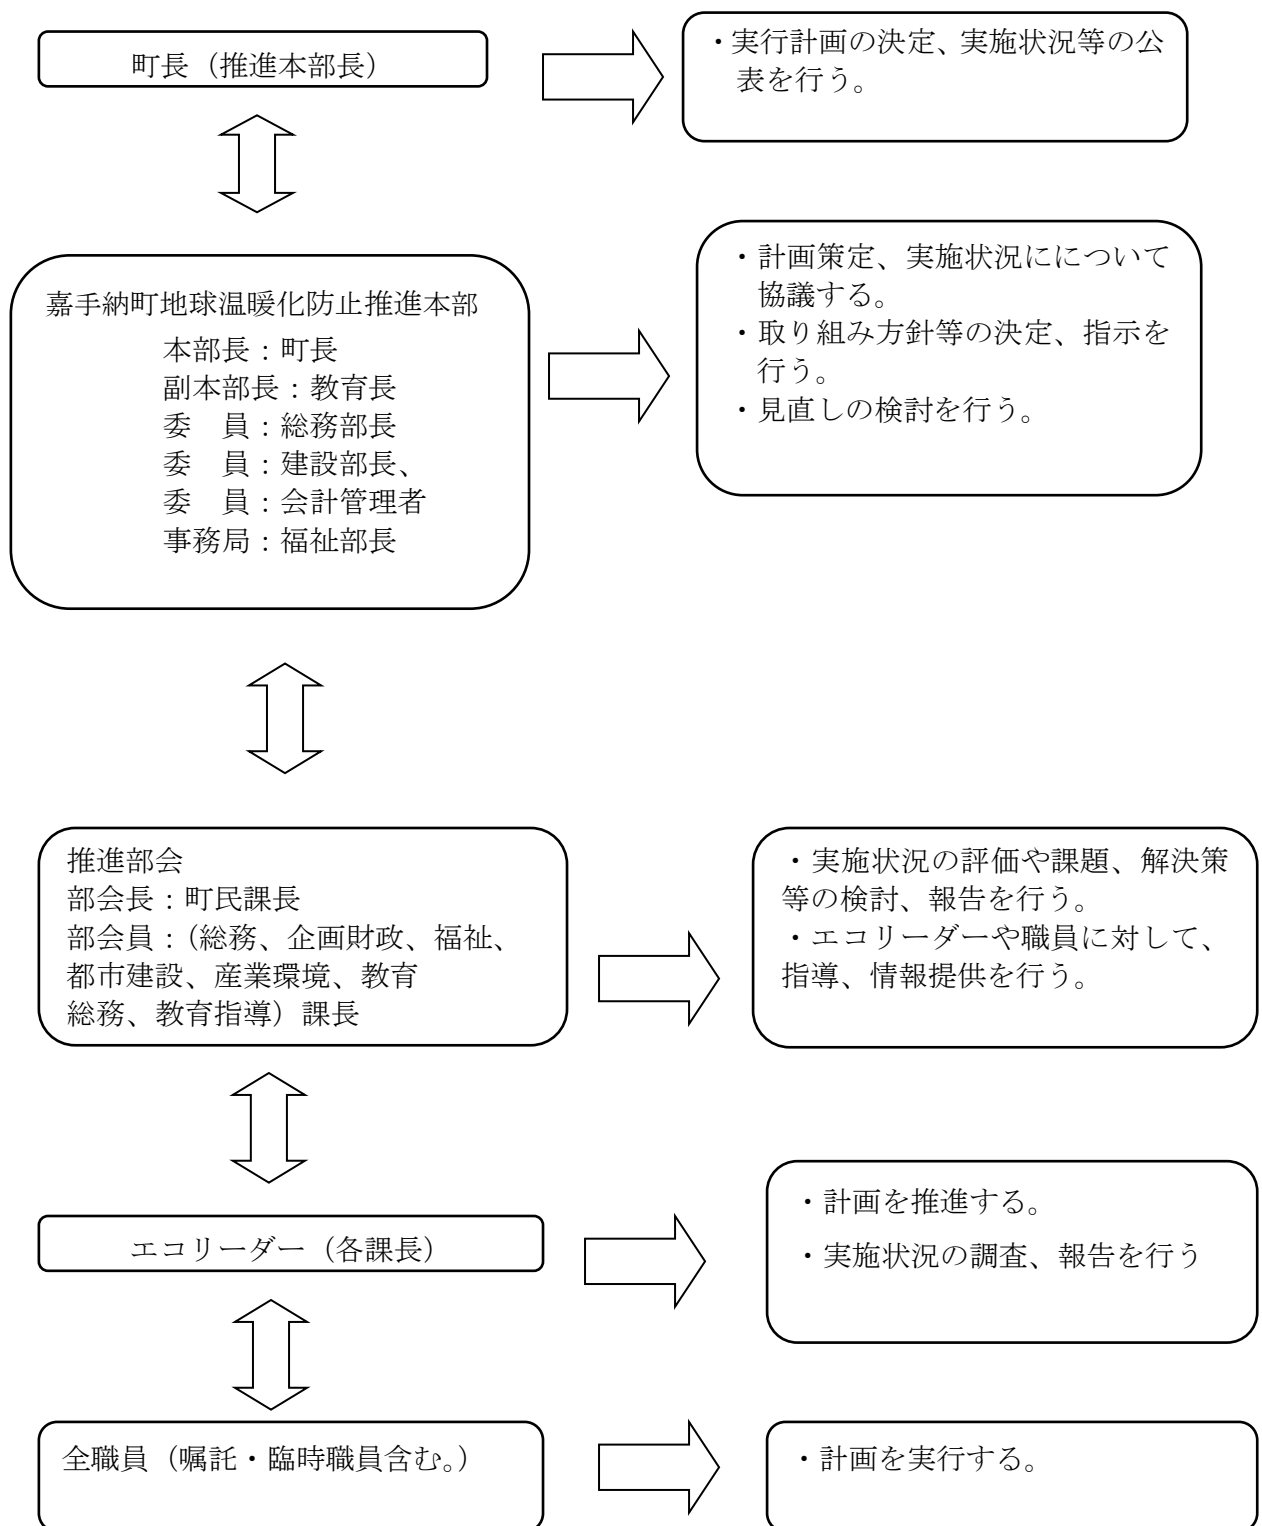 町長（推進本部長）
・実行計画の決定、実施状況等の公
表を行う。
嘉手納町地球温暖化防止推進本部
本部長：町長
副本部長：教育長
委　員：総務部長
委　員：建設部長、
委　員：会計管理者
事務局：福祉部長
・計画策定、実施状況にについて
協議する。
・取り組み方針等の決定、指示を
行う。
・見直しの検討を行う。
推進部会
部会長：町民課長
部会員：（総務、企画財政、福祉、
都市建設、産業環境、教育
総務、教育指導）課長
・実施状況の評価や課題、解決策
等の検討、報告を行う。
・エコリーダーや職員に対して、
指導、情報提供を行う。
エコリーダー（各課長）
・計画を推進する。
・実施状況の調査、報告を行う
全職員（嘱託・臨時職員含む。）
・計画を実行する。